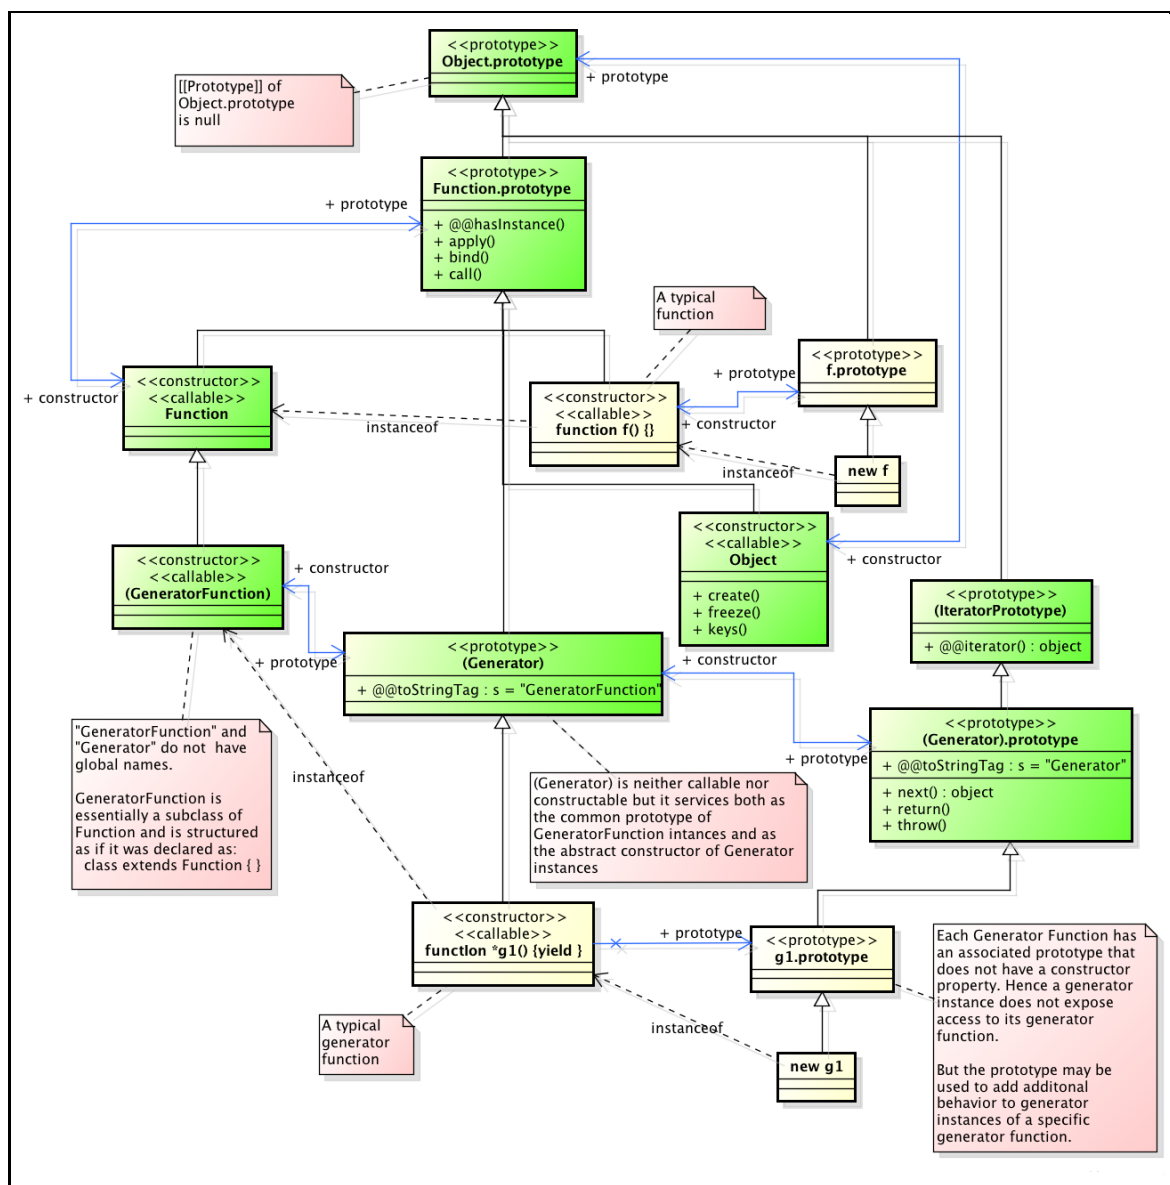 <<prototype>>
Object.prototype
+ prototype
[[Prototype]] of
Object.prototype
is null
<<prototype>>
Function.prototype
+ @@hasInstance()
+ apply()
+ bind()
+ call()
+ prototype
A typical
function
<<prototype>>
f.prototype
<<constructor>>
<<callable>>
Function
+ constructor
<<constructor>>
<<callable>>
function f() {}
+ prototype
+ constructor
instanceof
instanceof
new f
<<constructor>>
<<callable>>
Object
+ create()
+ freeze()
+ keys()
+ constructor
<<constructor>>
<<callable>>
(GeneratorFunction)
+ constructor
+ prototype
<<prototype>>
(IteratorPrototype)
+ @@iterator() : object
<<prototype>>
(Generator)
+ @@toStringTag : s = "GeneratorFunction"
+ constructor
+ prototype
<<prototype>>
(Generator).prototype
+ @@toStringTag : s = "Generator"
+ next() : object
+ return()
+ throw()
"GeneratorFunction" and
"Generator" do not have
global names.
GeneratorFunction is
essentially a subclass of
Function and is structured
as if it was declared as:
class extends Function { }
instanceof
(Generator) is neither callable nor
constructable but it services both as
the common prototype of
GeneratorFunction intances and as
the abstract constructor of Generator
instances
<<constructor>>
<<callable>>
function *g1() {yield }
+ prototype
<<prototype>>
g1.prototype
Each Generator Function has
an associated prototype that
does not have a constructor
property. Hence a generator
instance does not expose
access to its generator
function.
But the prototype may be
used to add additonal
behavior to generator
instances of a specific
generator function.
A typical
generator
function
instanceof
new g1